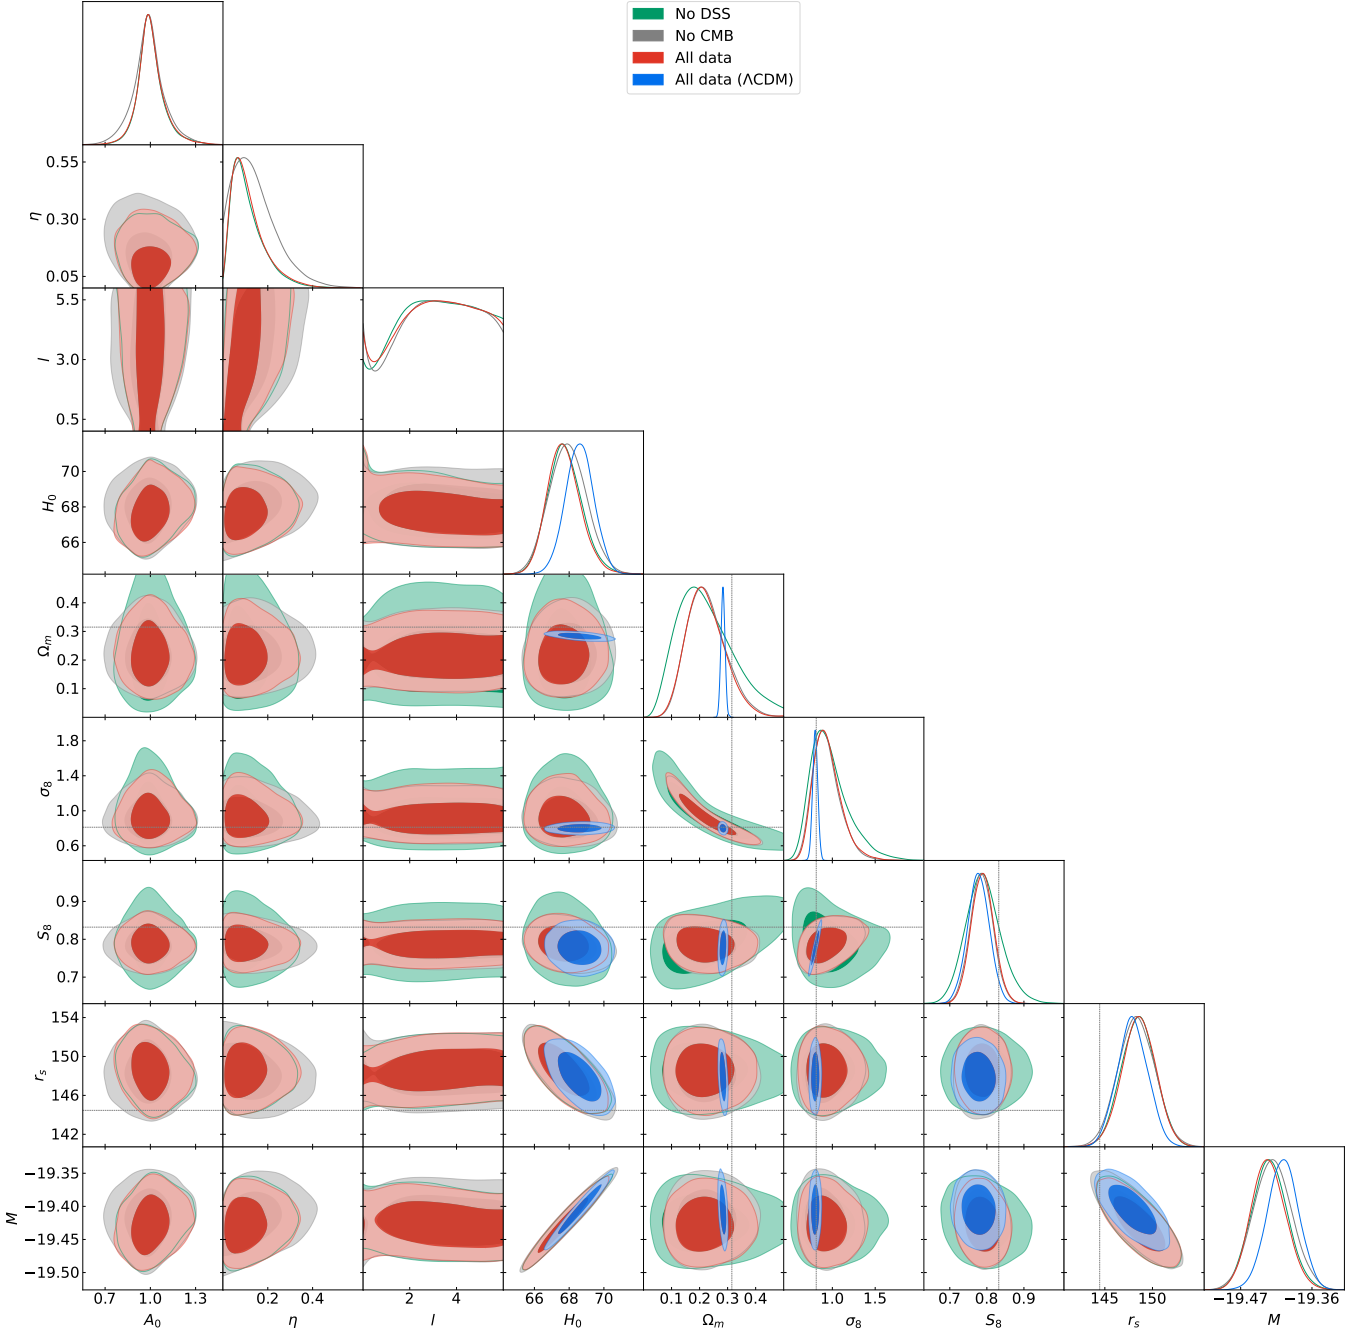 No DSS
No CMB
All data
All data (ΛCDM)
0.55
0.30
0.05
η
5.5
3.0
0.5
l
70
68
66
H₀
0.4
0.3
0.2
0.1
Ωₘ
1.8
1.4
1.0
0.6
σ₈
0.9
0.8
0.7
S₈
154
150
146
142
rₛ
−19.35
−19.40
−19.45
−19.50
M
0.7 1.0 1.3
0.2 0.4
2 4
66 68 70
0.1 0.2 0.3 0.4
1.0 1.5
0.7 0.8 0.9
145 150
−19.47 −19.36
A₀ η l H₀ Ωₘ σ₈ S₈ rₛ M